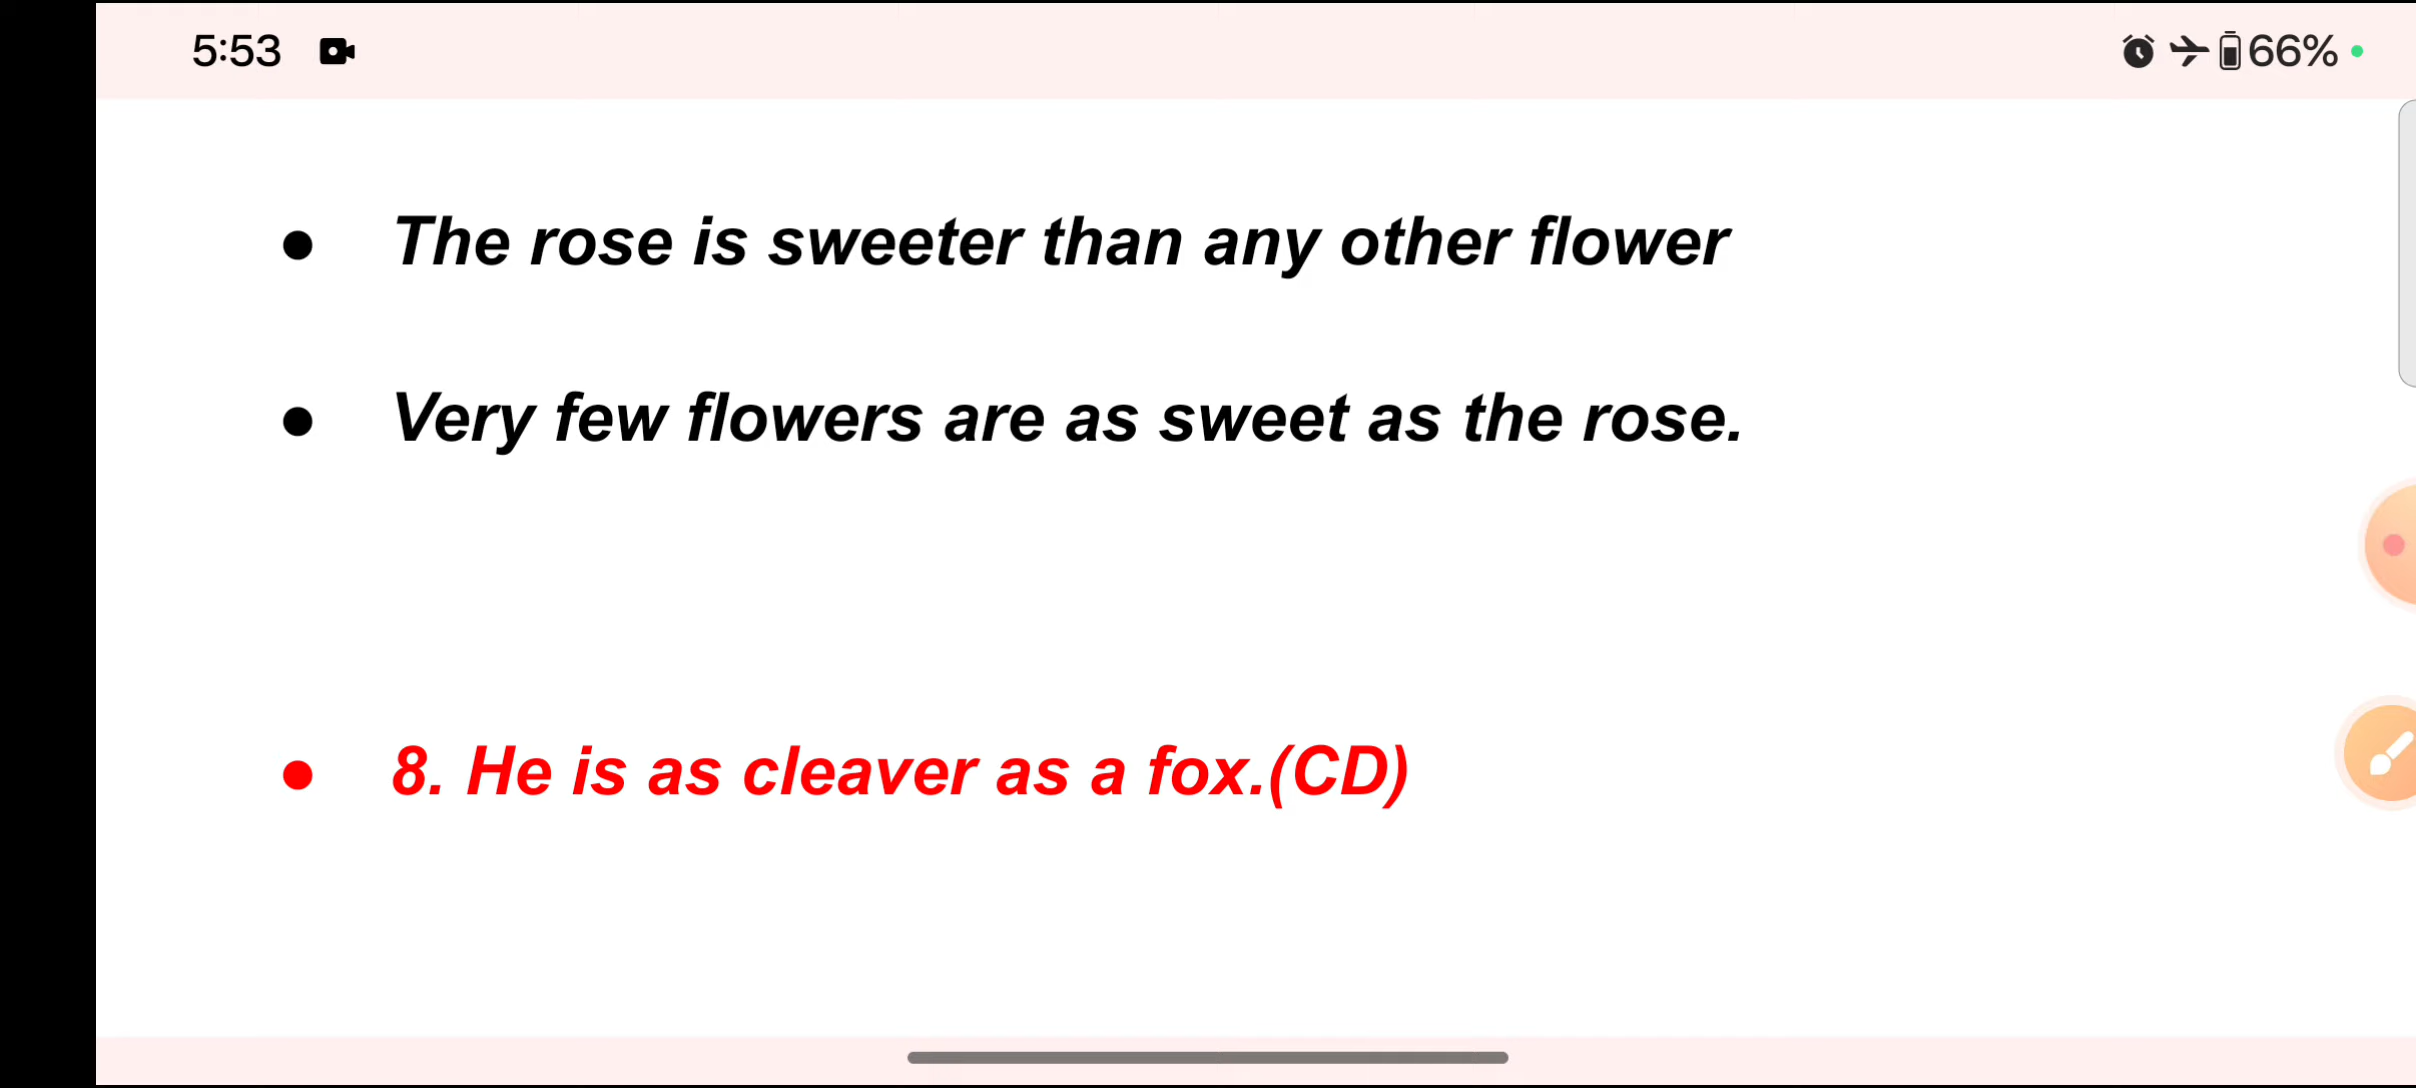 5:53 66%
The rose is sweeter than any other flower
Very few flowers are as sweet as the rose.
8. He is as cleaver as a fox.(CD)